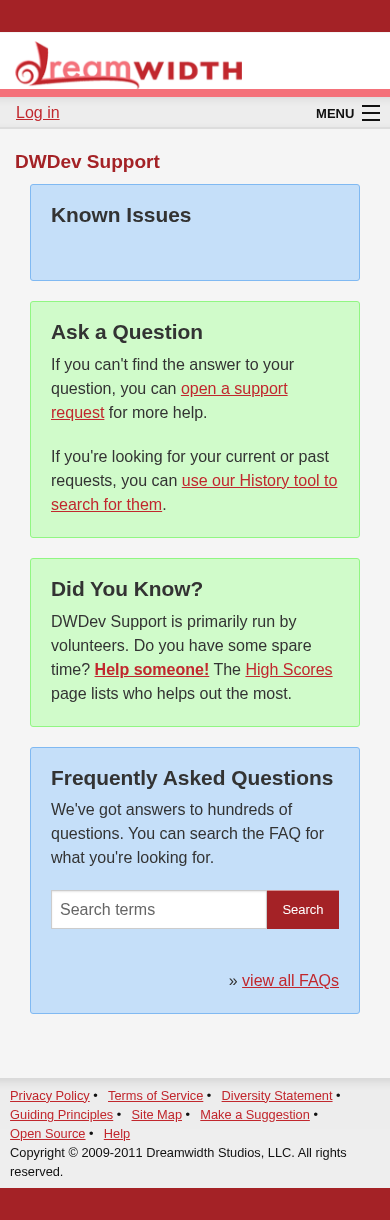 dreamWIDTH
Log in
MENU
DWDev Support
Known Issues
Ask a Question
If you can't find the answer to your
question, you can open a support
request for more help.
If you're looking for your current or past
requests, you can use our History tool to
search for them.
Did You Know?
DWDev Support is primarily run by
volunteers. Do you have some spare
time? Help someone! The High Scores
page lists who helps out the most.
Frequently Asked Questions
We've got answers to hundreds of
questions. You can search the FAQ for
what you're looking for.
Search terms
Search
» view all FAQs
Privacy Policy • Terms of Service • Diversity Statement •
Guiding Principles • Site Map • Make a Suggestion •
Open Source • Help
Copyright © 2009-2011 Dreamwidth Studios, LLC. All rights
reserved.